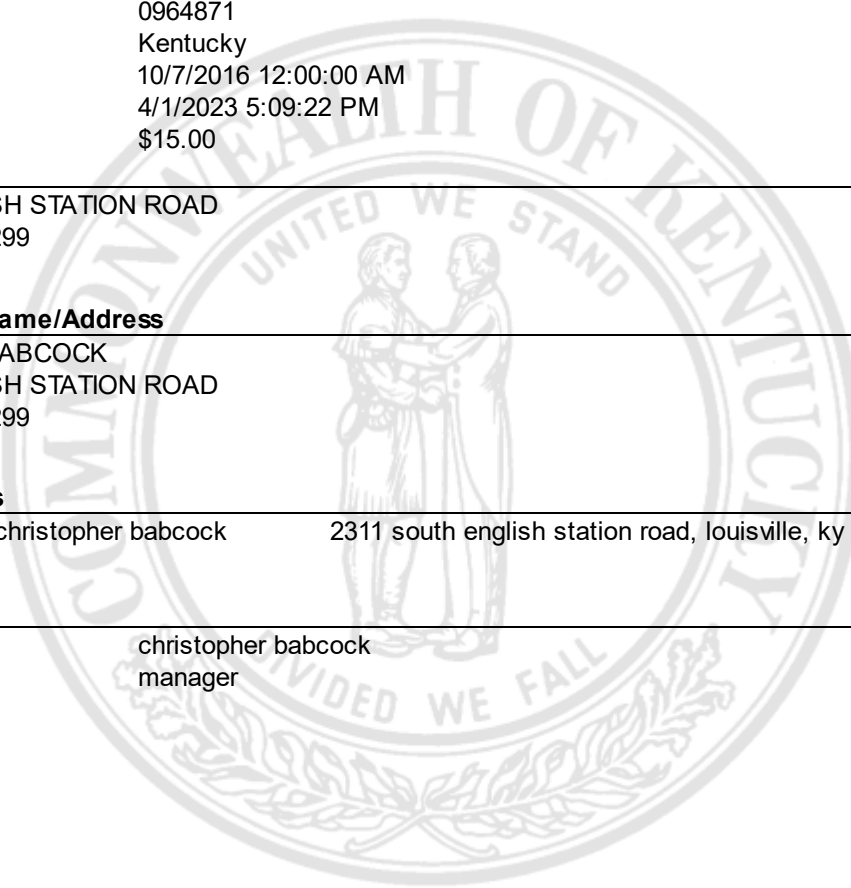 0964871
Kentucky
10/7/2016 12:00:00 AM
4/1/2023 5:09:22 PM
$15.00
SH STATION ROAD
299
ame/Address
ABCOCK
SH STATION ROAD
299
s
christopher babcock 2311 south english station road, louisville, ky
christopher babcock
manager
COMMONWEALTH OF KENTUCKY
UNITED WE STAND
DIVIDED WE FALL